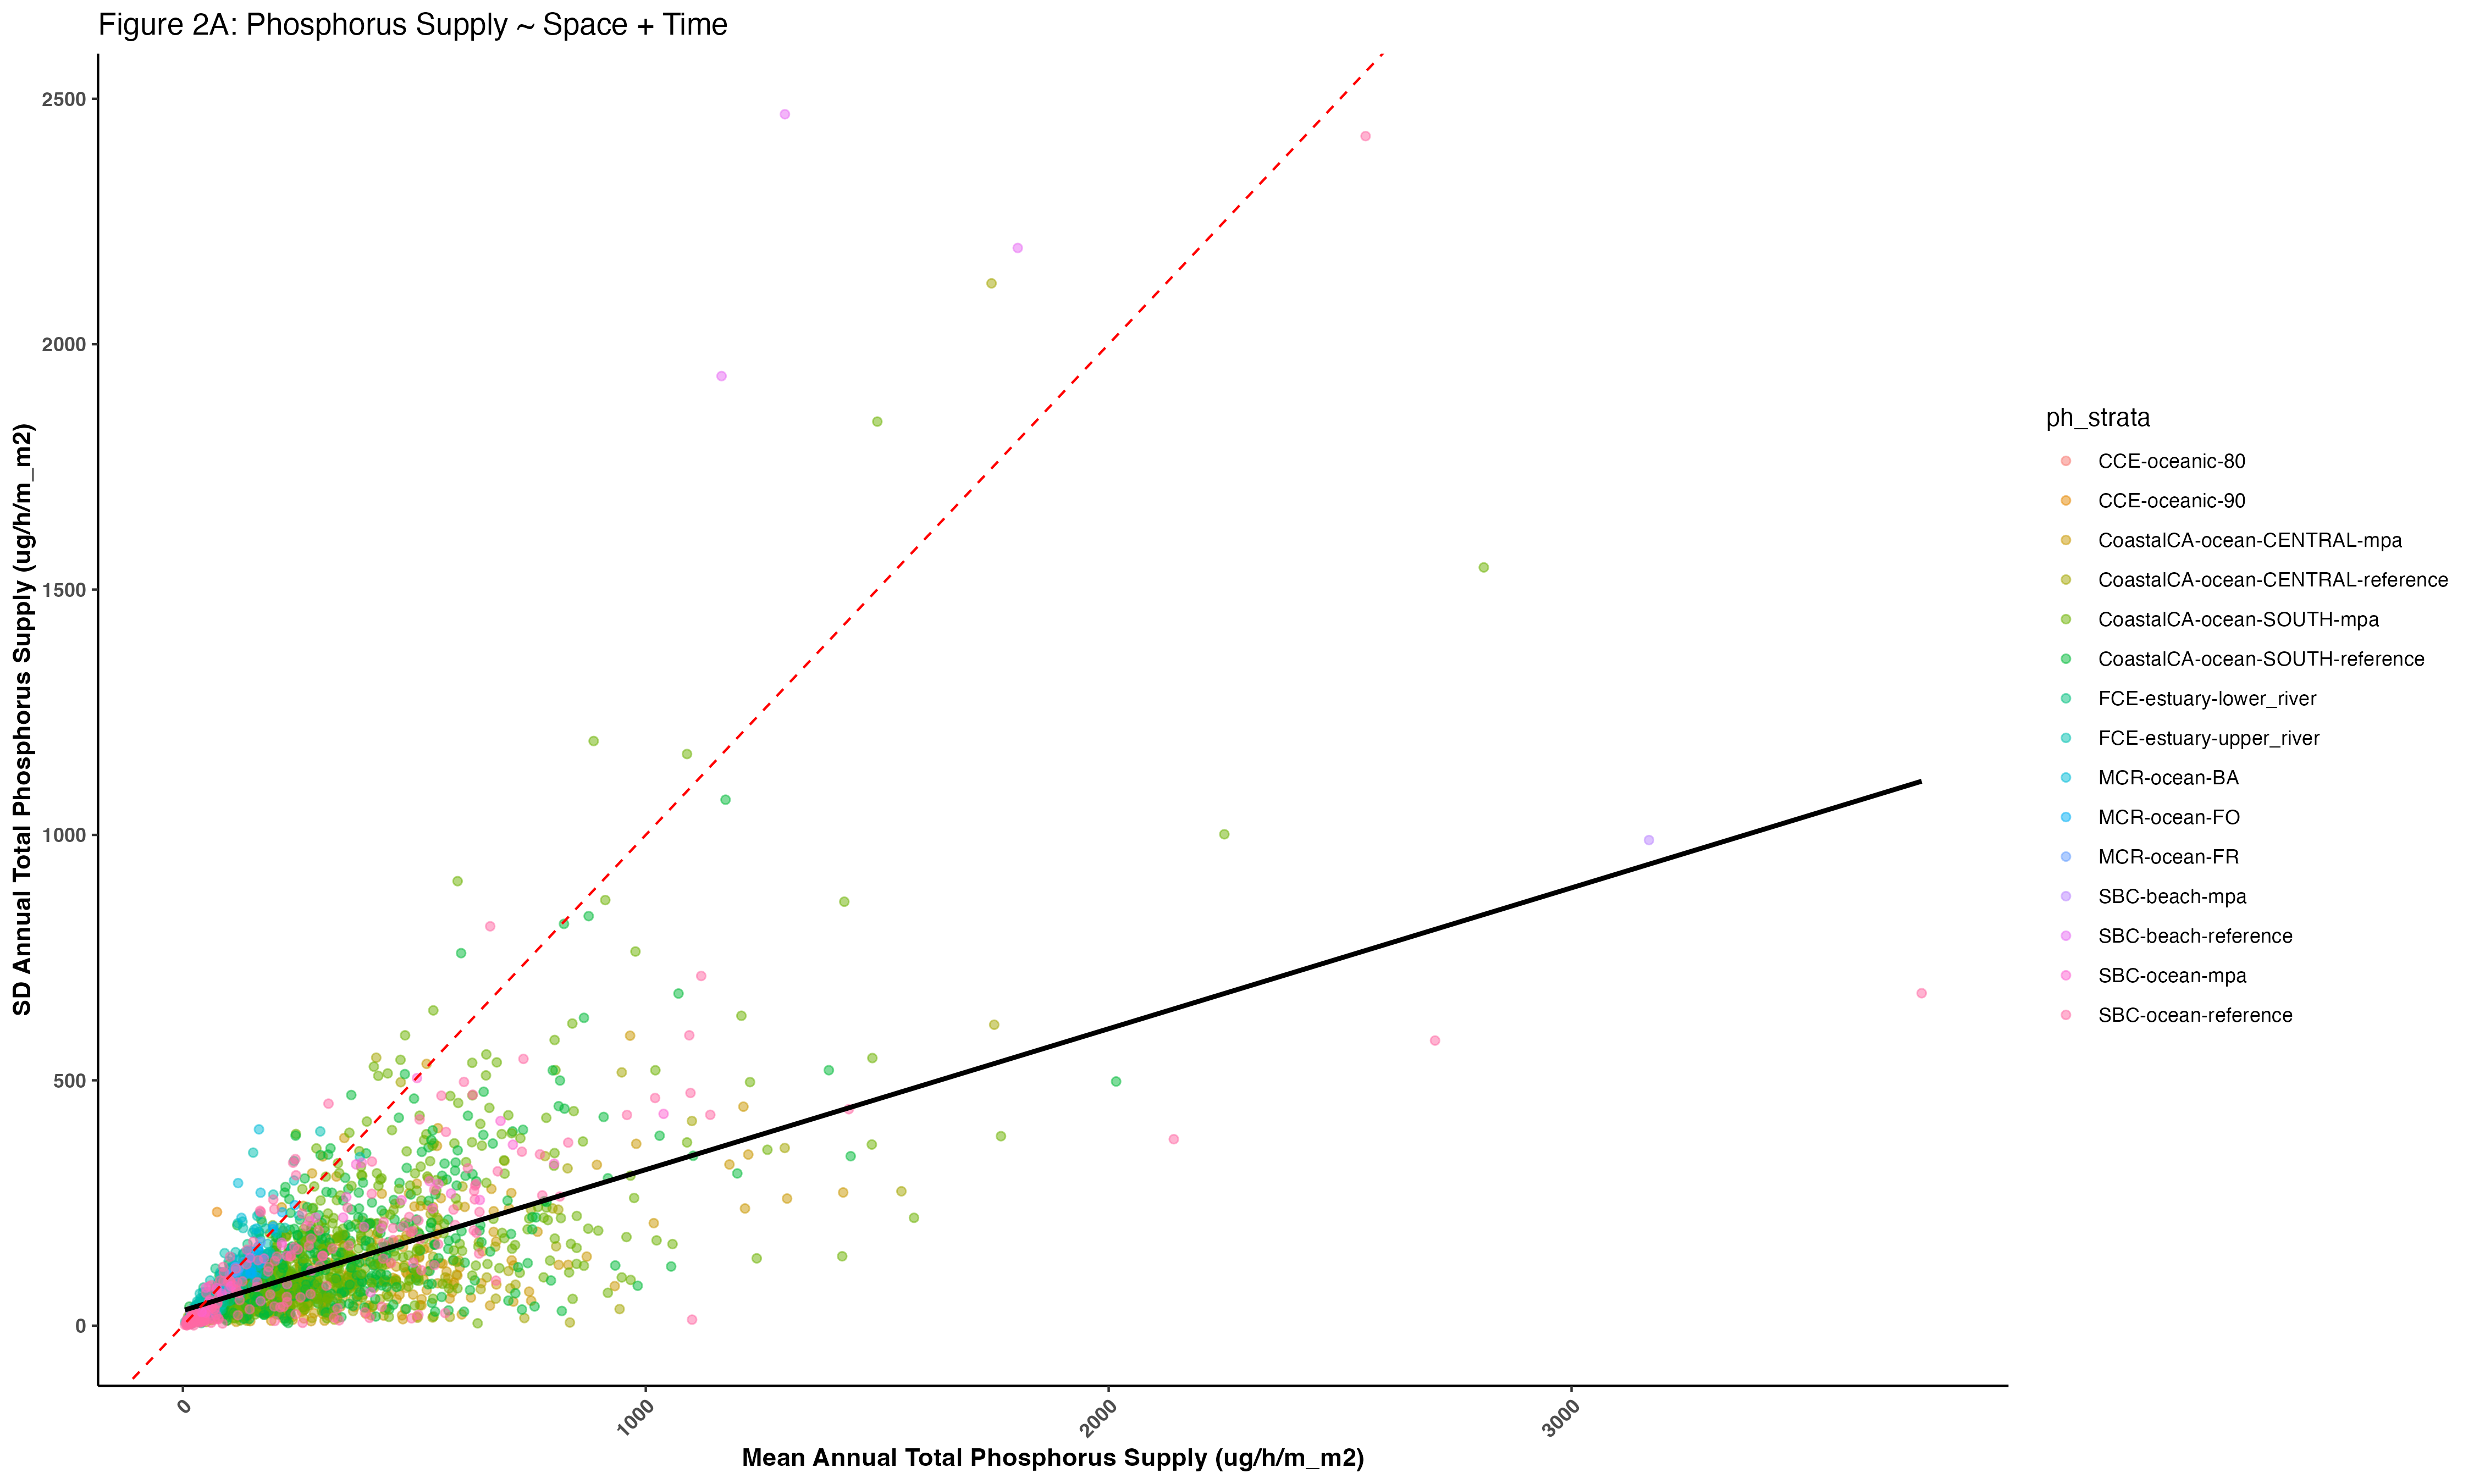 Figure 2A: Phosphorus Supply ~ Space + Time
SD Annual Total Phosphorus Supply (ug/h/m_m2)
2500
2000
1500
1000
500
0
0
1000
2000
3000
Mean Annual Total Phosphorus Supply (ug/h/m_m2)
ph_strata
CCE-oceanic-80
CCE-oceanic-90
CoastalCA-ocean-CENTRAL-mpa
CoastalCA-ocean-CENTRAL-reference
CoastalCA-ocean-SOUTH-mpa
CoastalCA-ocean-SOUTH-reference
FCE-estuary-lower_river
FCE-estuary-upper_river
MCR-ocean-BA
MCR-ocean-FO
MCR-ocean-FR
SBC-beach-mpa
SBC-beach-reference
SBC-ocean-mpa
SBC-ocean-reference